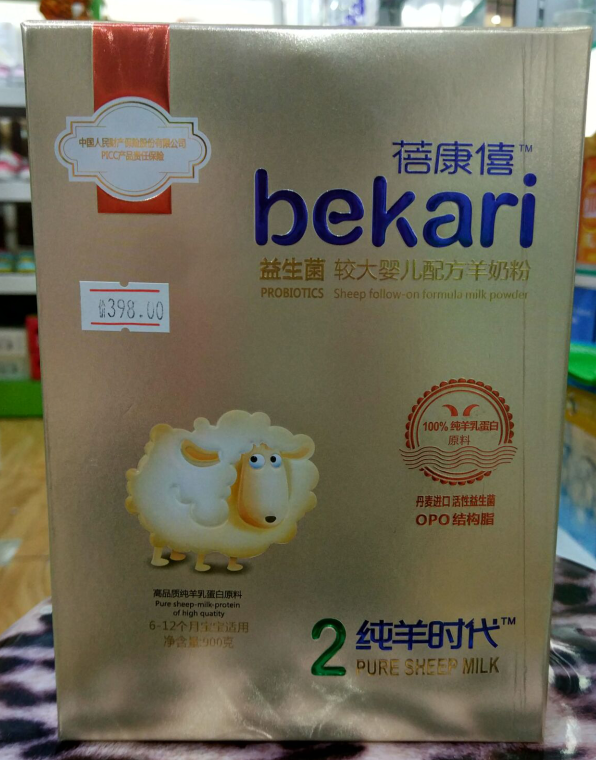 中国人民财产保险股份有限公司
PICC产品责任保险
蓓康僖™
bekari
益生菌 较大婴儿配方羊奶粉
PROBIOTICS Sheep follow-on formula milk powder
398.00
100% 纯羊乳蛋白
原料
丹麦进口 活性益生菌
OPO结构脂
高品质纯羊乳蛋白原料
Pure sheep-milk-protein
of high quatity
6-12个月宝宝适用
净含量:900克
2 纯羊时代™
PURE SHEEP MILK